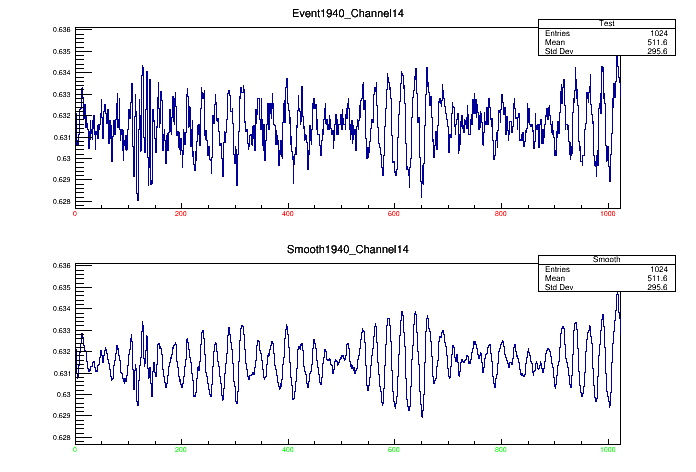 Event1940_Channel14
Test
Entries 1024
Mean 511.6
Std Dev 295.6
0.636
0.635
0.634
0.633
0.632
0.631
0.63
0.629
0.628
0 200 400 600 800 1000
Smooth1940_Channel14
Smooth
Entries 1024
Mean 511.6
Std Dev 295.6
0.636
0.635
0.634
0.633
0.632
0.631
0.63
0.629
0.628
0 200 400 600 800 1000